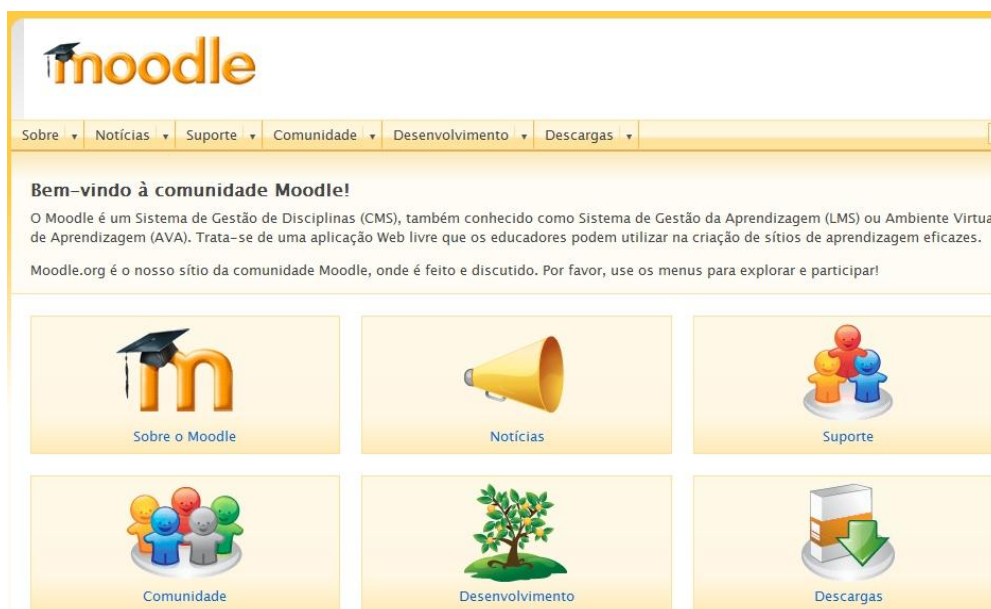 moodle
Sobre Notícias Suporte Comunidade Desenvolvimento Descargas
Bem-vindo à comunidade Moodle!
O Moodle é um Sistema de Gestão de Disciplinas (CMS), também conhecido como Sistema de Gestão da Aprendizagem (LMS) ou Ambiente
de Aprendizagem (AVA). Trata-se de uma aplicação Web livre que os educadores podem utilizar na criação de sítios de aprendizagem eficazes.
Moodle.org é o nosso sítio da comunidade Moodle, onde é feito e discutido. Por favor, use os menus para explorar e participar!
m
Sobre o Moodle Notícias Suporte
Comunidade Desenvolvimento Descargas